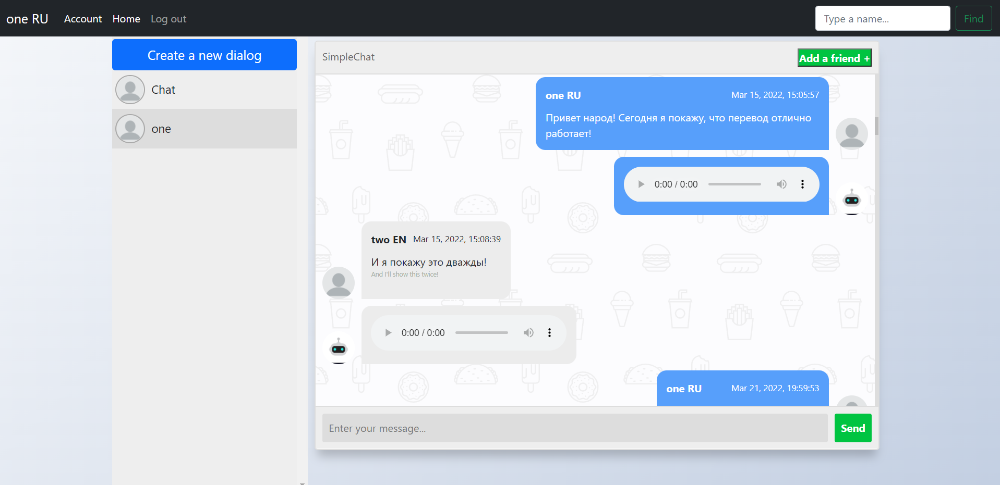 one RU Account Home Log out Type a name... Find
Create a new dialog
Chat
one
SimpleChat Add a friend +
one RU Mar 15, 2022, 15:05:57
Привет народ! Сегодня я покажу, что перевод отлично
работает!
0:00 / 0:00
two EN Mar 15, 2022, 15:08:39
И я покажу это дважды!
And I'll show this twice!
0:00 / 0:00
one RU Mar 21, 2022, 19:59:53
Enter your message... Send